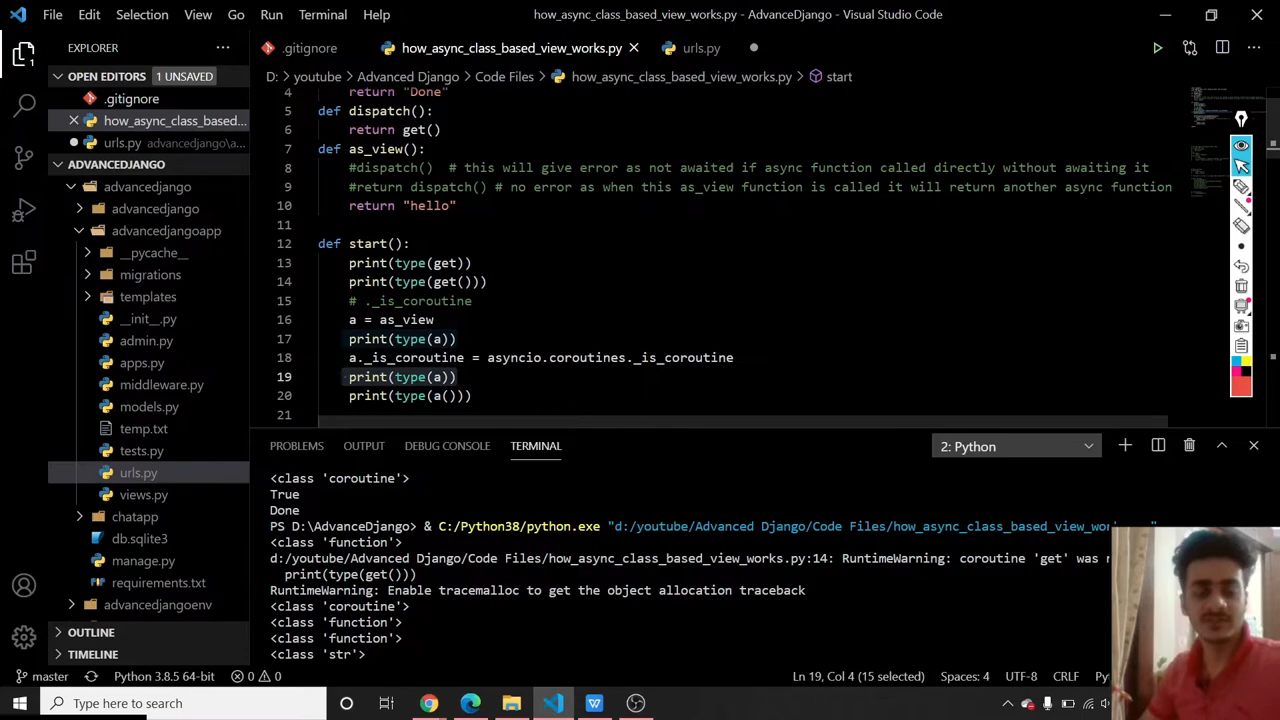 File Edit Selection View Go Run Terminal Help
how_async_class_based_view_works.py - AdvanceDjango - Visual Studio Code
EXPLORER
.gitignore
how_async_class_based_view_works.py
urls.py
OPEN EDITORS 1 UNSAVED
D: > youtube > Advanced Django > Code Files > how_async_class_based_view_works.py > start
.gitignore
how_async_class_based...
urls.py advancedjango\a...
ADVANCEDJANGO
advancedjango
advancedjango
advancedjangoapp
__pycache__
migrations
templates
__init__.py
admin.py
apps.py
middleware.py
models.py
temp.txt
tests.py
urls.py
views.py
chatapp
db.sqlite3
manage.py
requirements.txt
advancedjangoenv
OUTLINE
TIMELINE
4 return "Done"
5 def dispatch():
6 return get()
7 def as_view():
8 #dispatch() # this will give error as not awaited if async function called directly without awaiting it
9 #return dispatch() # no error as when this as_view function is called it will return another async function
10 return "hello"
11
12 def start():
13 print(type(get))
14 print(type(get()))
15 # ._is_coroutine
16 a = as_view
17 print(type(a))
18 a._is_coroutine = asyncio.coroutines._is_coroutine
19 print(type(a))
20 print(type(a()))
21
PROBLEMS OUTPUT DEBUG CONSOLE TERMINAL
2: Python
<class 'coroutine'>
True
Done
PS D:\AdvanceDjango> & C:/Python38/python.exe "d:/youtube/Advanced Django/Code Files/how_async_class_based_view_wo
<class 'function'>
d:/youtube/Advanced Django/Code Files/how_async_class_based_view_works.py:14: RuntimeWarning: coroutine 'get' was
print(type(get()))
RuntimeWarning: Enable tracemalloc to get the object allocation traceback
<class 'coroutine'>
<class 'function'>
<class 'function'>
<class 'str'>
master Python 3.8.5 64-bit 0 0 Ln 19, Col 4 (15 selected) Spaces: 4 UTF-8 CRLF
Type here to search